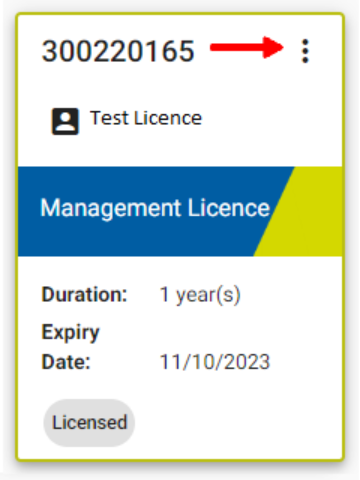 300220165
Test Licence
Management Licence
Duration: 1 year(s)
Expiry
Date: 11/10/2023
Licensed